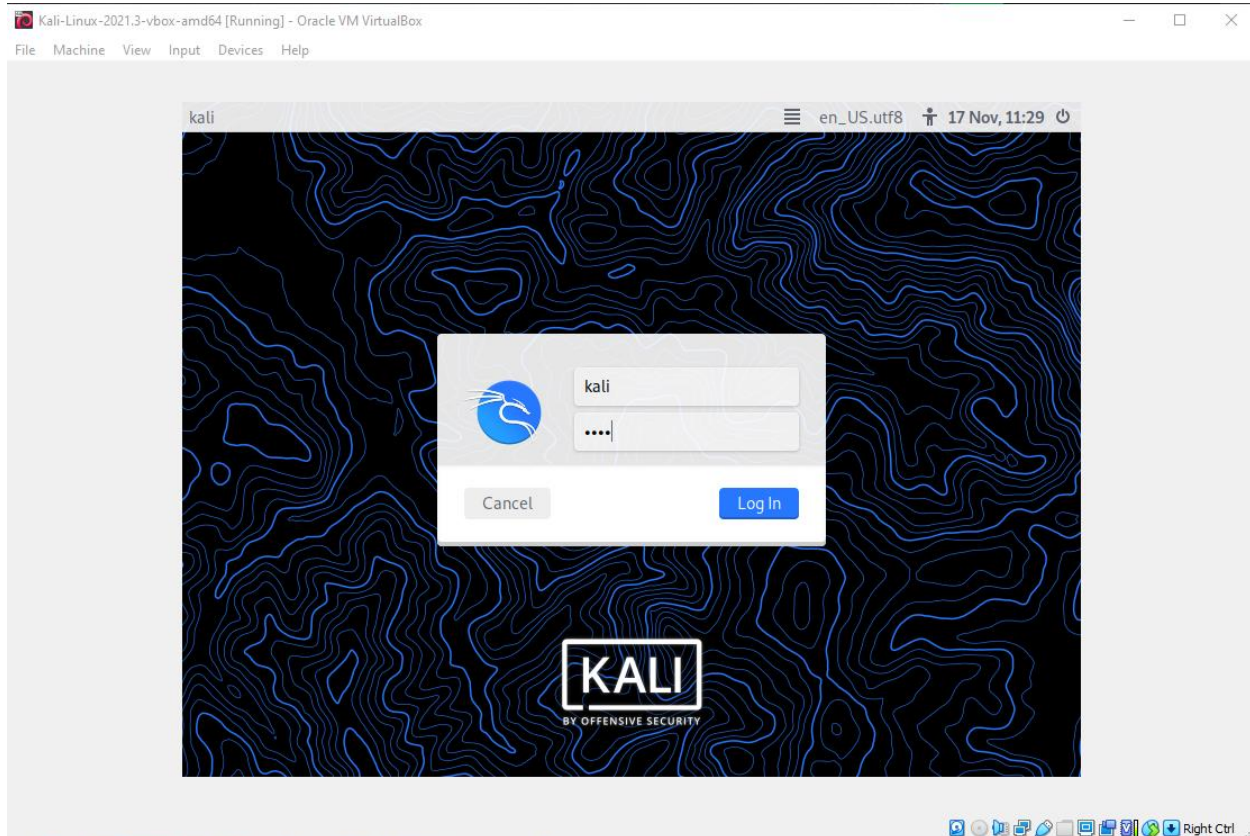 Kali-Linux-2021.3-vbox-amd64 [Running] - Oracle VM VirtualBox
File Machine View Input Devices Help
kali en_US.utf8 17 Nov, 11:29
kali
••••
Cancel Log In
KALI
BY OFFENSIVE SECURITY
Right Ctrl